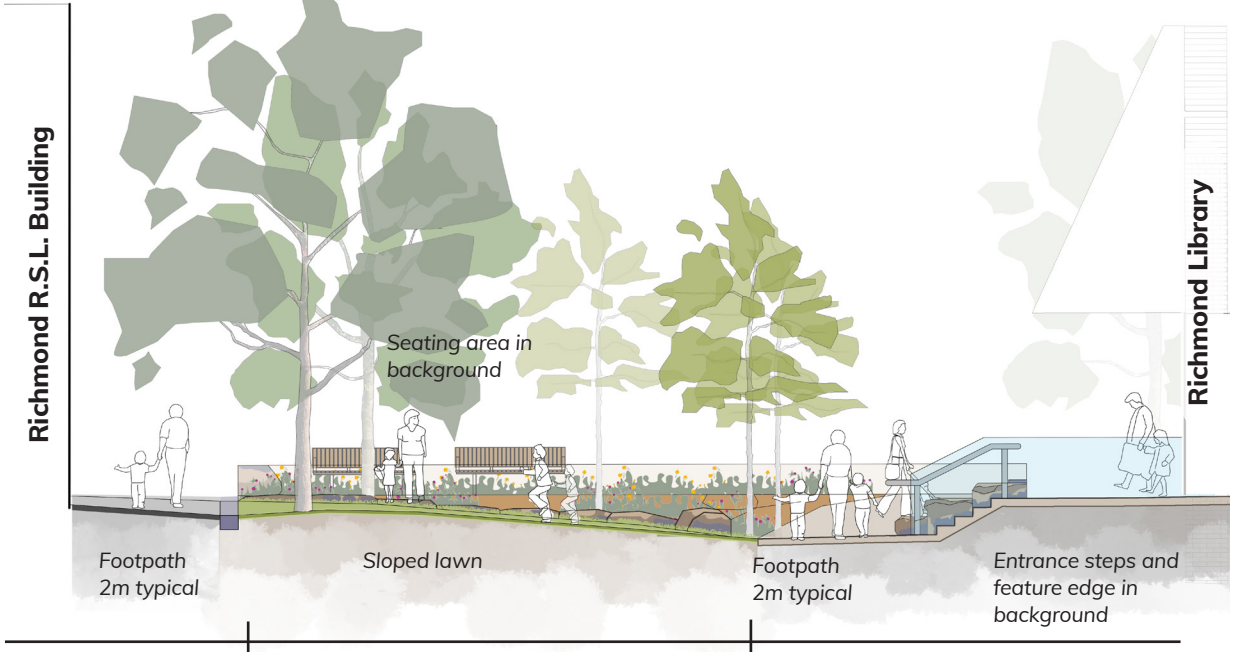 Richmond R.S.L. Building
Seating area in
background
Richmond Library
Footpath
2m typical
Sloped lawn
Footpath
2m typical
Entrance steps and
feature edge in
background